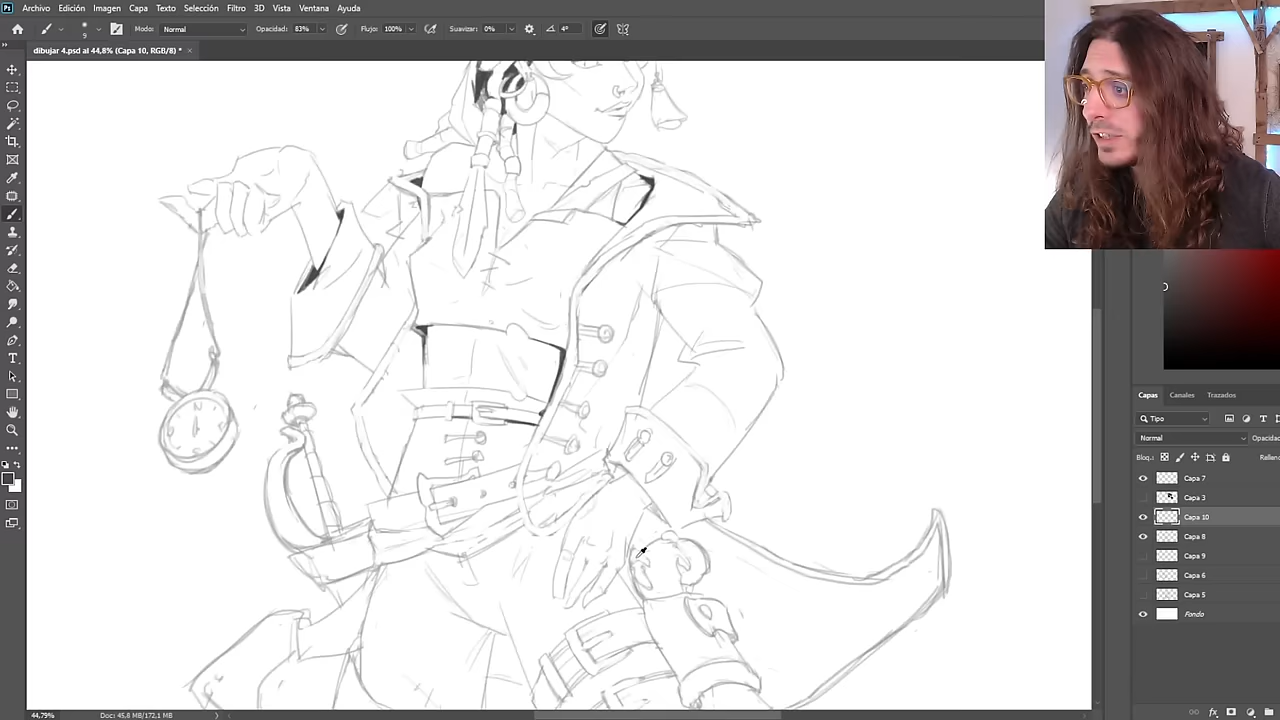 Archivo Edición Imagen Capa Texto Selección Filtro 3D Vista Ventana Ayuda
9 Modo: Normal Opacidad: 83% Flujo: 100% Suavizar: 0% 4°
dibujar 4.psd al 44,8% (Capa 10, RGB/8) * ×
Capas Canales Trazados
Tipo
Normal Opacidad
Bloq.: Rellen
Capa 7
Capa 3
Capa 10
Capa 8
Capa 9
Capa 6
Capa 5
Fondo
44,79% Doc: 45,8 MB/172,1 MB